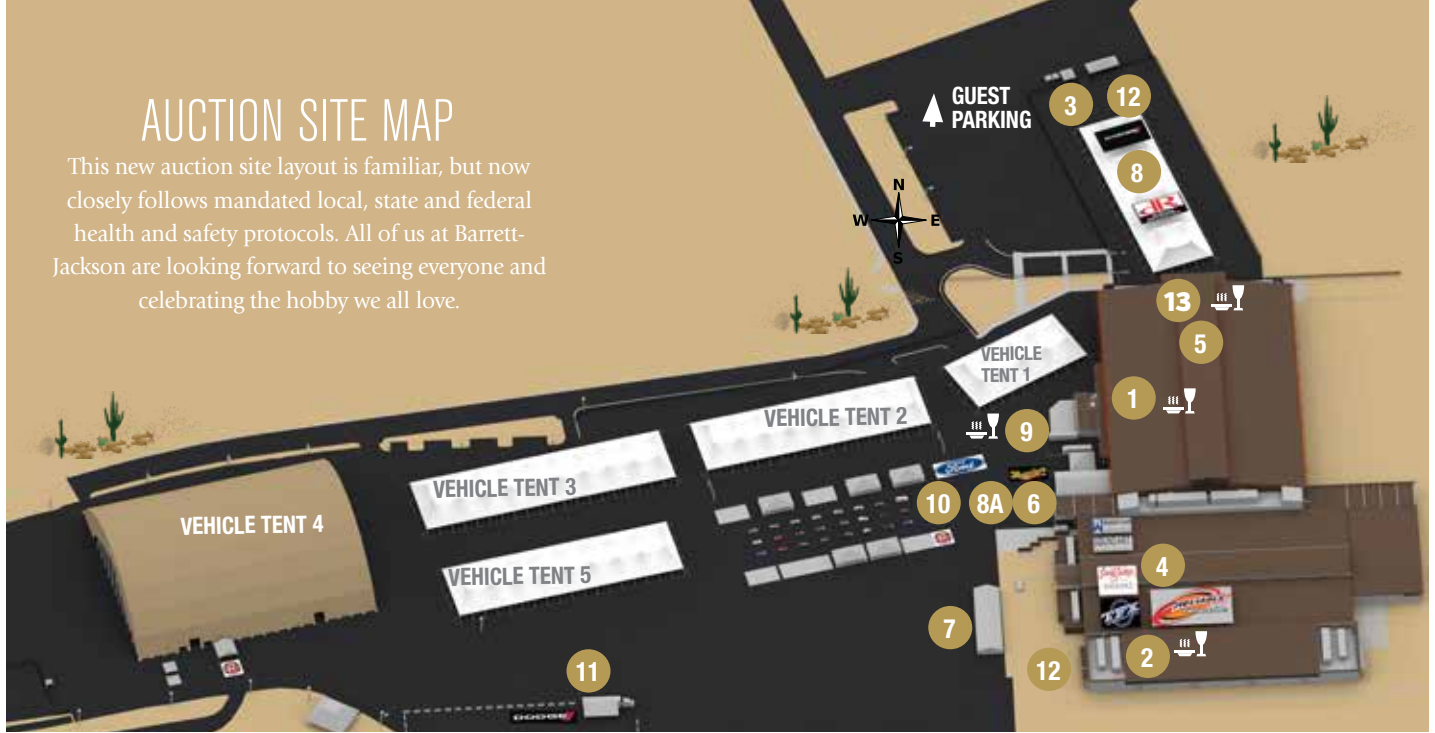 AUCTION SITE MAP
This new auction site layout is familiar, but now
closely follows mandated local, state and federal
health and safety protocols. All of us at Barrett-
Jackson are looking forward to seeing everyone and
celebrating the hobby we all love.
GUEST
PARKING
3
12
8
N
W
E
S
13
5
VEHICLE
TENT 1
1
VEHICLE TENT 2
9
VEHICLE TENT 3
Ford
10
8A
6
VEHICLE TENT 4
VEHICLE TENT 5
4
RELIABLE
7
2
12
11
DODGE